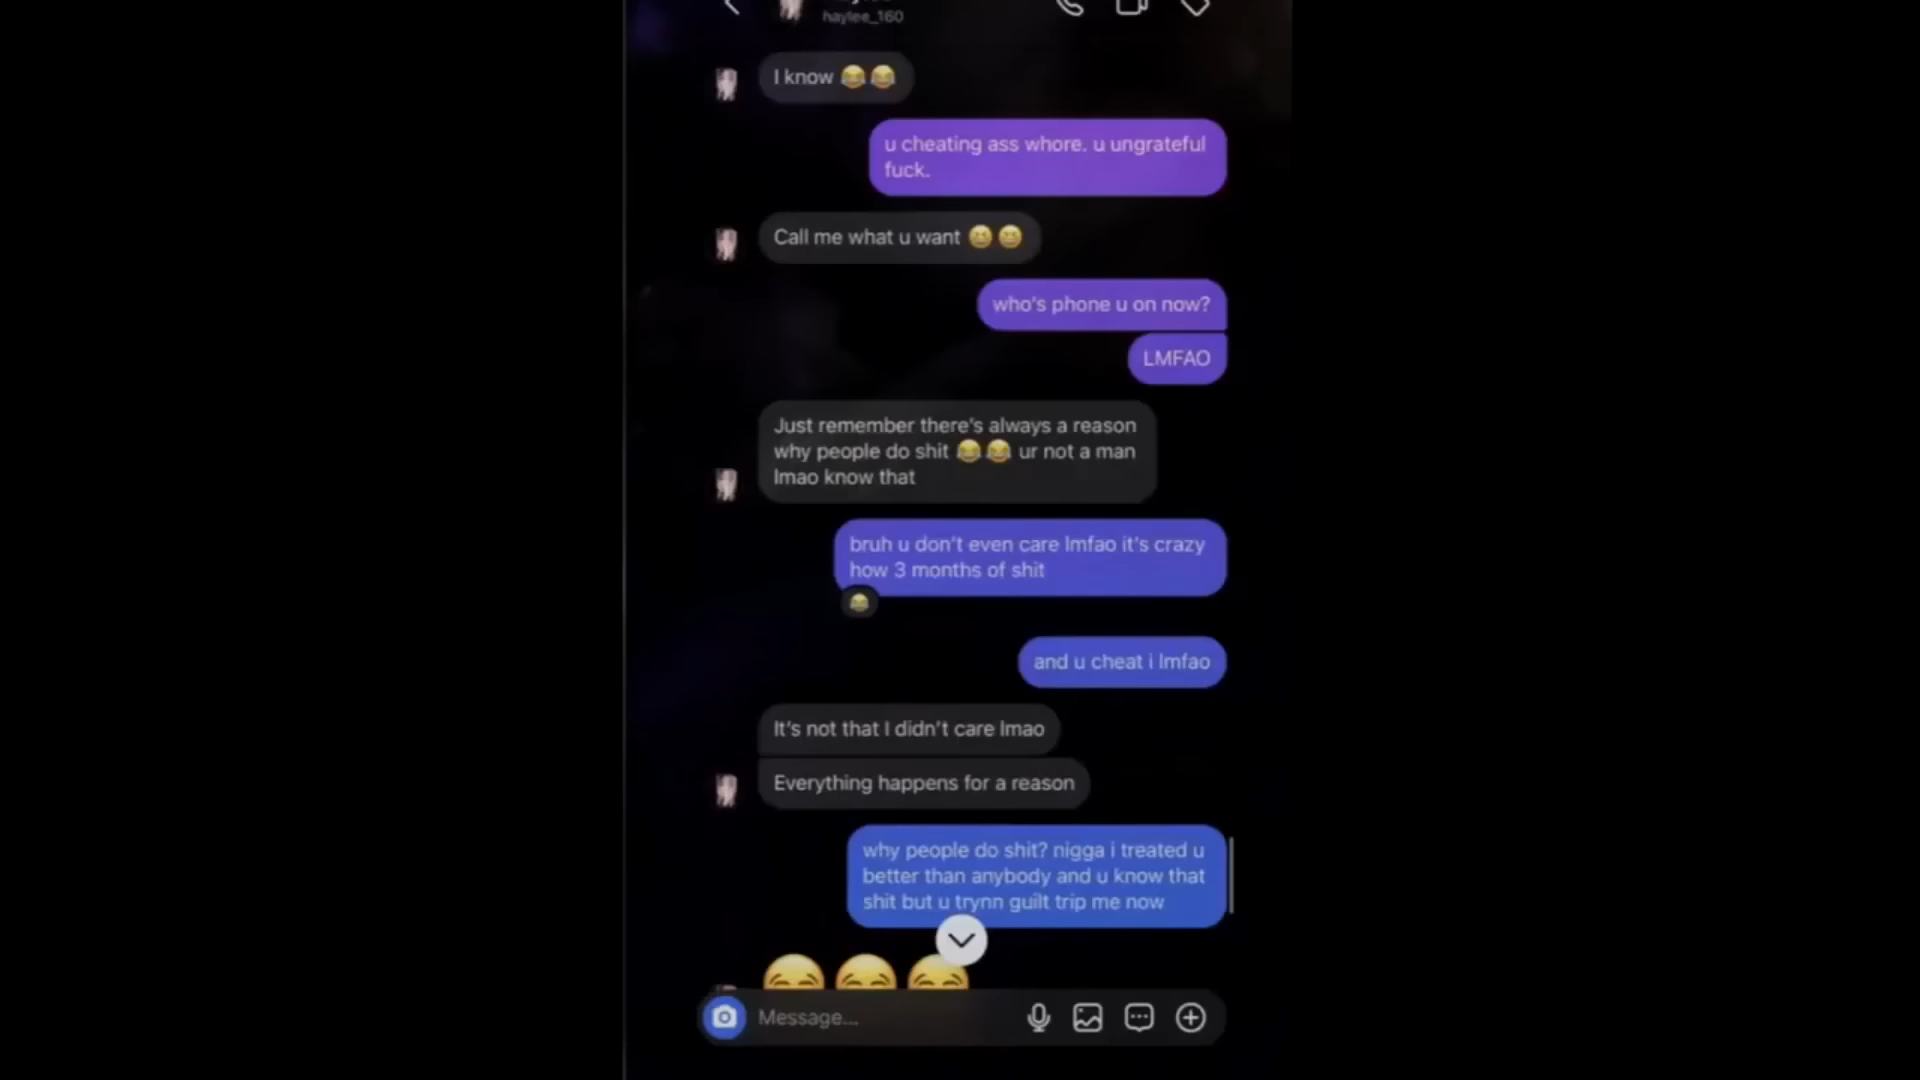 haylee_160
I know 😂😂
u cheating ass whore. u ungrateful
fuck.
Call me what u want 😆😆
who's phone u on now?
LMFAO
Just remember there's always a reason
why people do shit 😂😂 ur not a man
lmao know that
bruh u don't even care lmfao it's crazy
how 3 months of shit
😂
and u cheat i lmfao
It's not that I didn't care lmao
Everything happens for a reason
why people do shit? nigga i treated u
better than anybody and u know that
shit but u trynn guilt trip me now
Message...